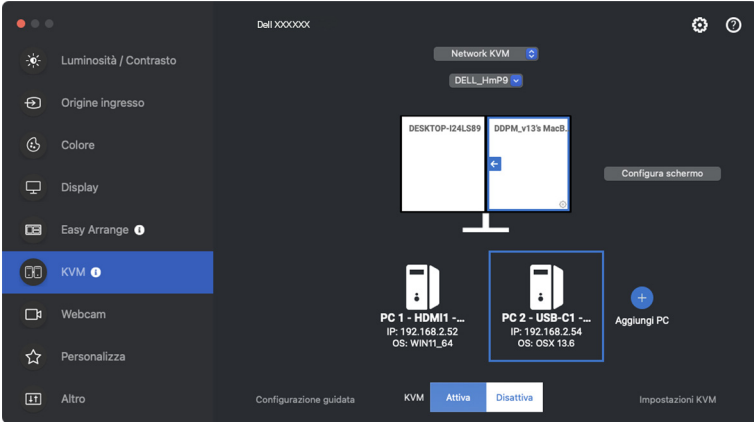 Dell XXXXXX
Luminosità / Contrasto
Origine ingresso
Colore
Display
Easy Arrange
KVM
Webcam
Personalizza
Altro
Network KVM
DELL_HmP9
DESKTOP-I24LS89
DDPM_v13's MacB.
Configura schermo
PC 1 - HDMI1 -...
IP: 192.168.2.52
OS: WIN11_64
PC 2 - USB-C1 -...
IP: 192.168.2.54
OS: OSX 13.6
Aggiungi PC
Configurazione guidata
KVM
Attiva
Disattiva
Impostazioni KVM